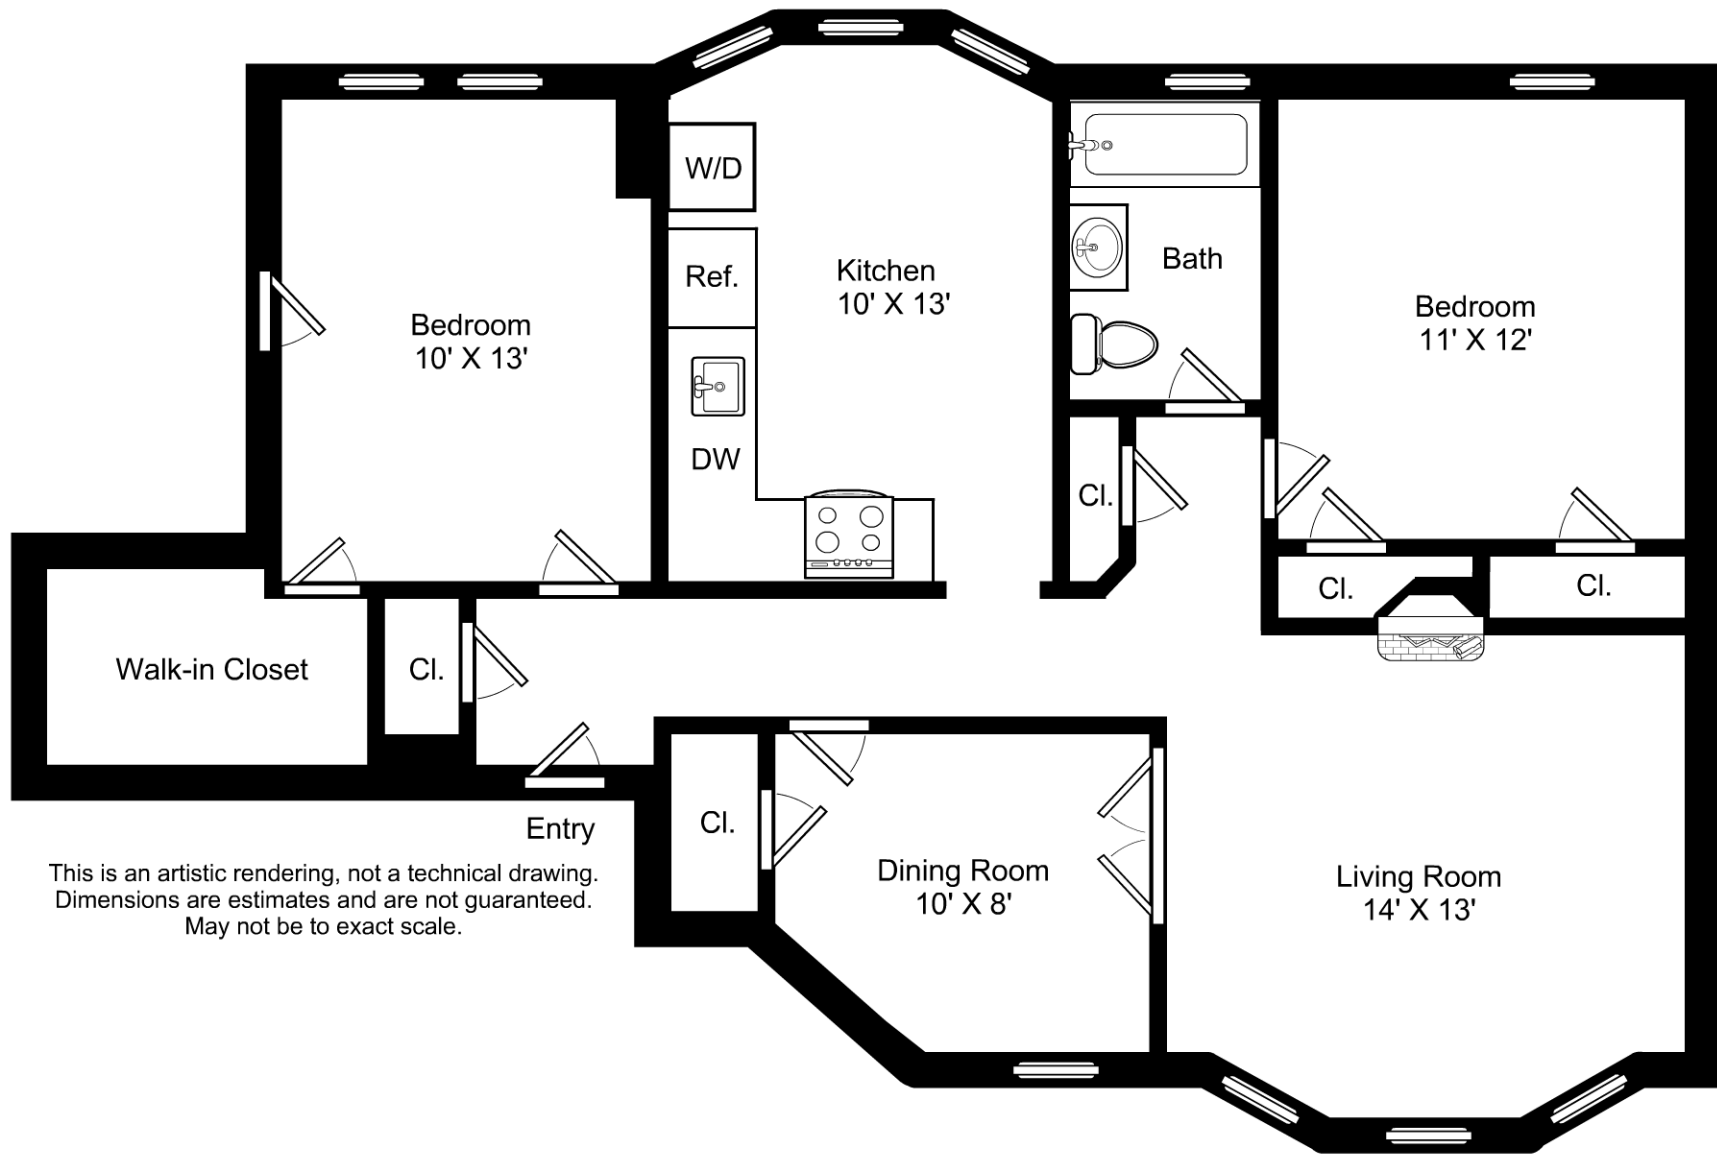 W/D
Ref.
Kitchen
10' X 13'
Bath
Bedroom
10' X 13'
Bedroom
11' X 12'
DW
Cl.
Cl.
Cl.
Walk-in Closet
Cl.
Cl.
Entry
Dining Room
10' X 8'
Living Room
14' X 13'
This is an artistic rendering, not a technical drawing.
Dimensions are estimates and are not guaranteed.
May not be to exact scale.